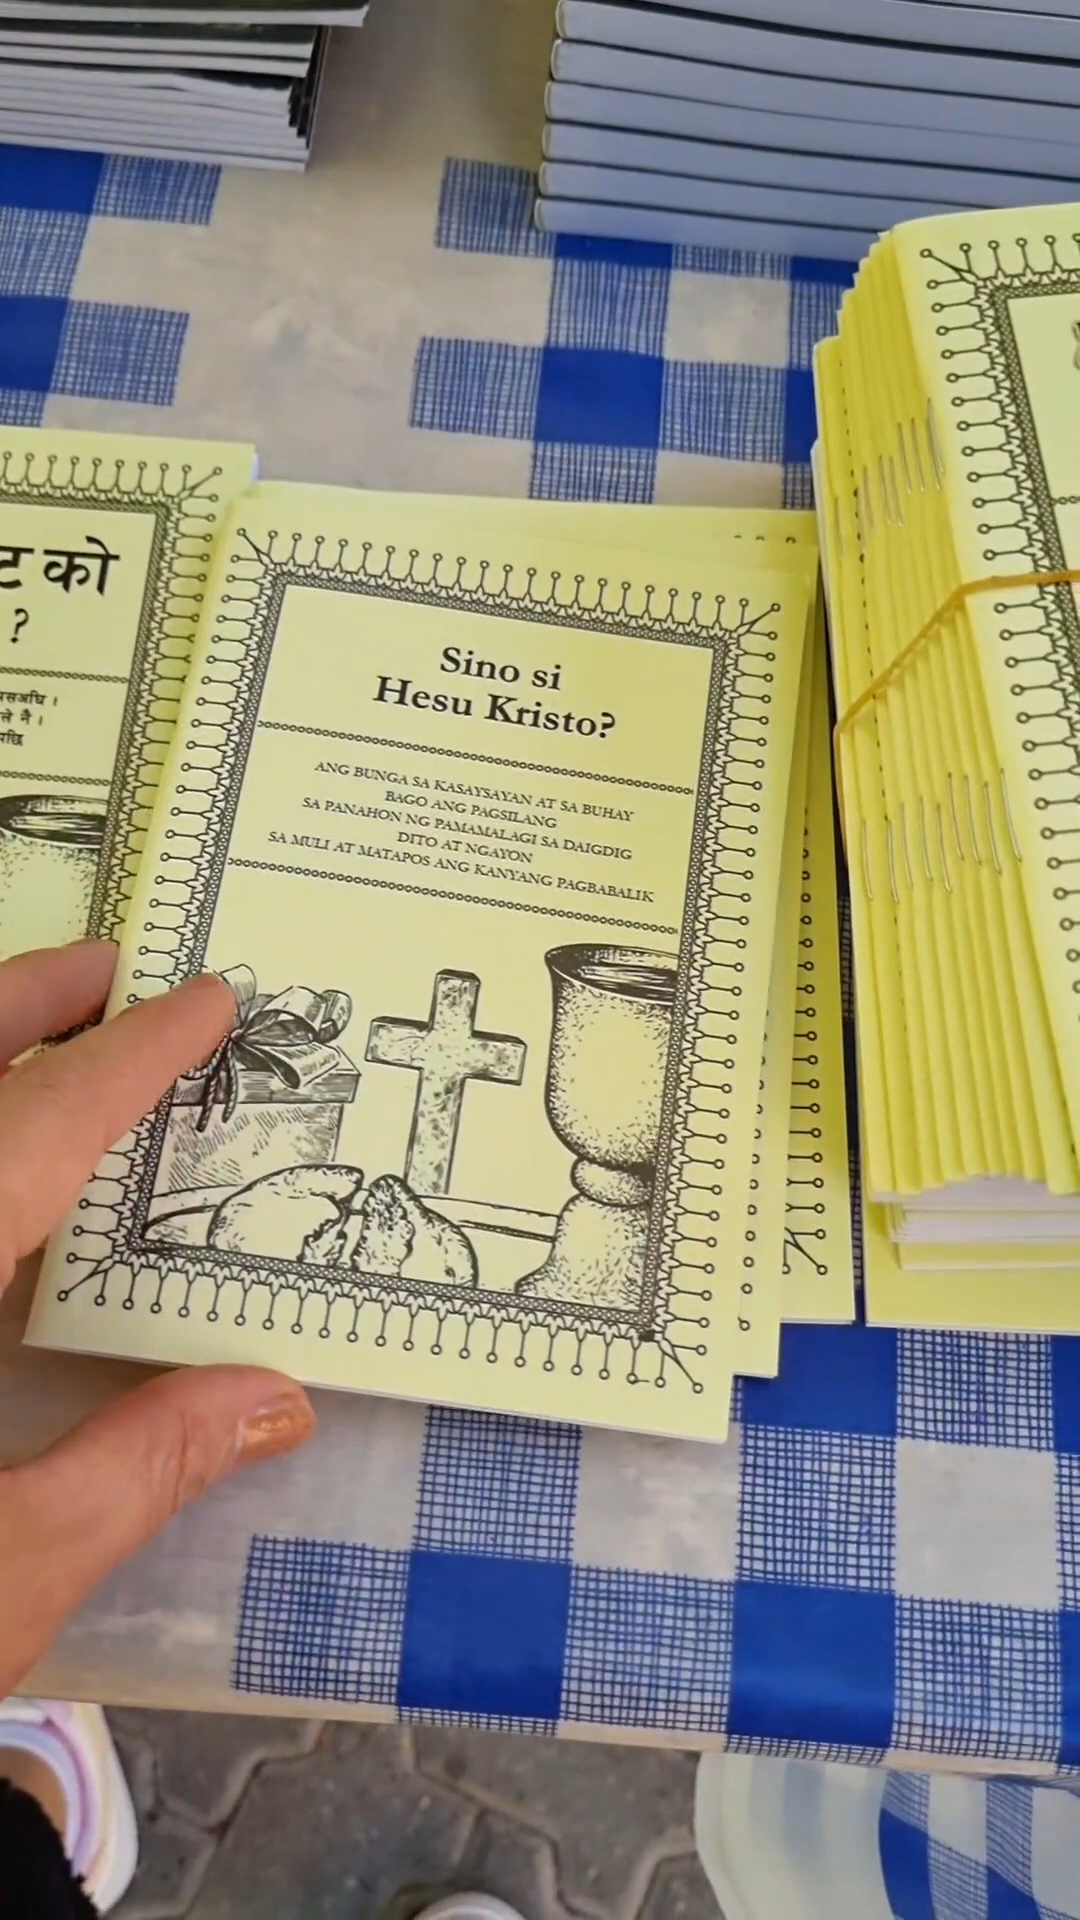 ट को
?
Sino si
Hesu Kristo?
ANG BUNGA SA KASAYSAYAN AT SA BUHAY
BAGO ANG PAGSILANG
SA PANAHON NG PAMAMALAGI SA DAIGDIG
DITO AT NGAYON
SA MULI AT MATAPOS ANG KANYANG PAGBABALIK